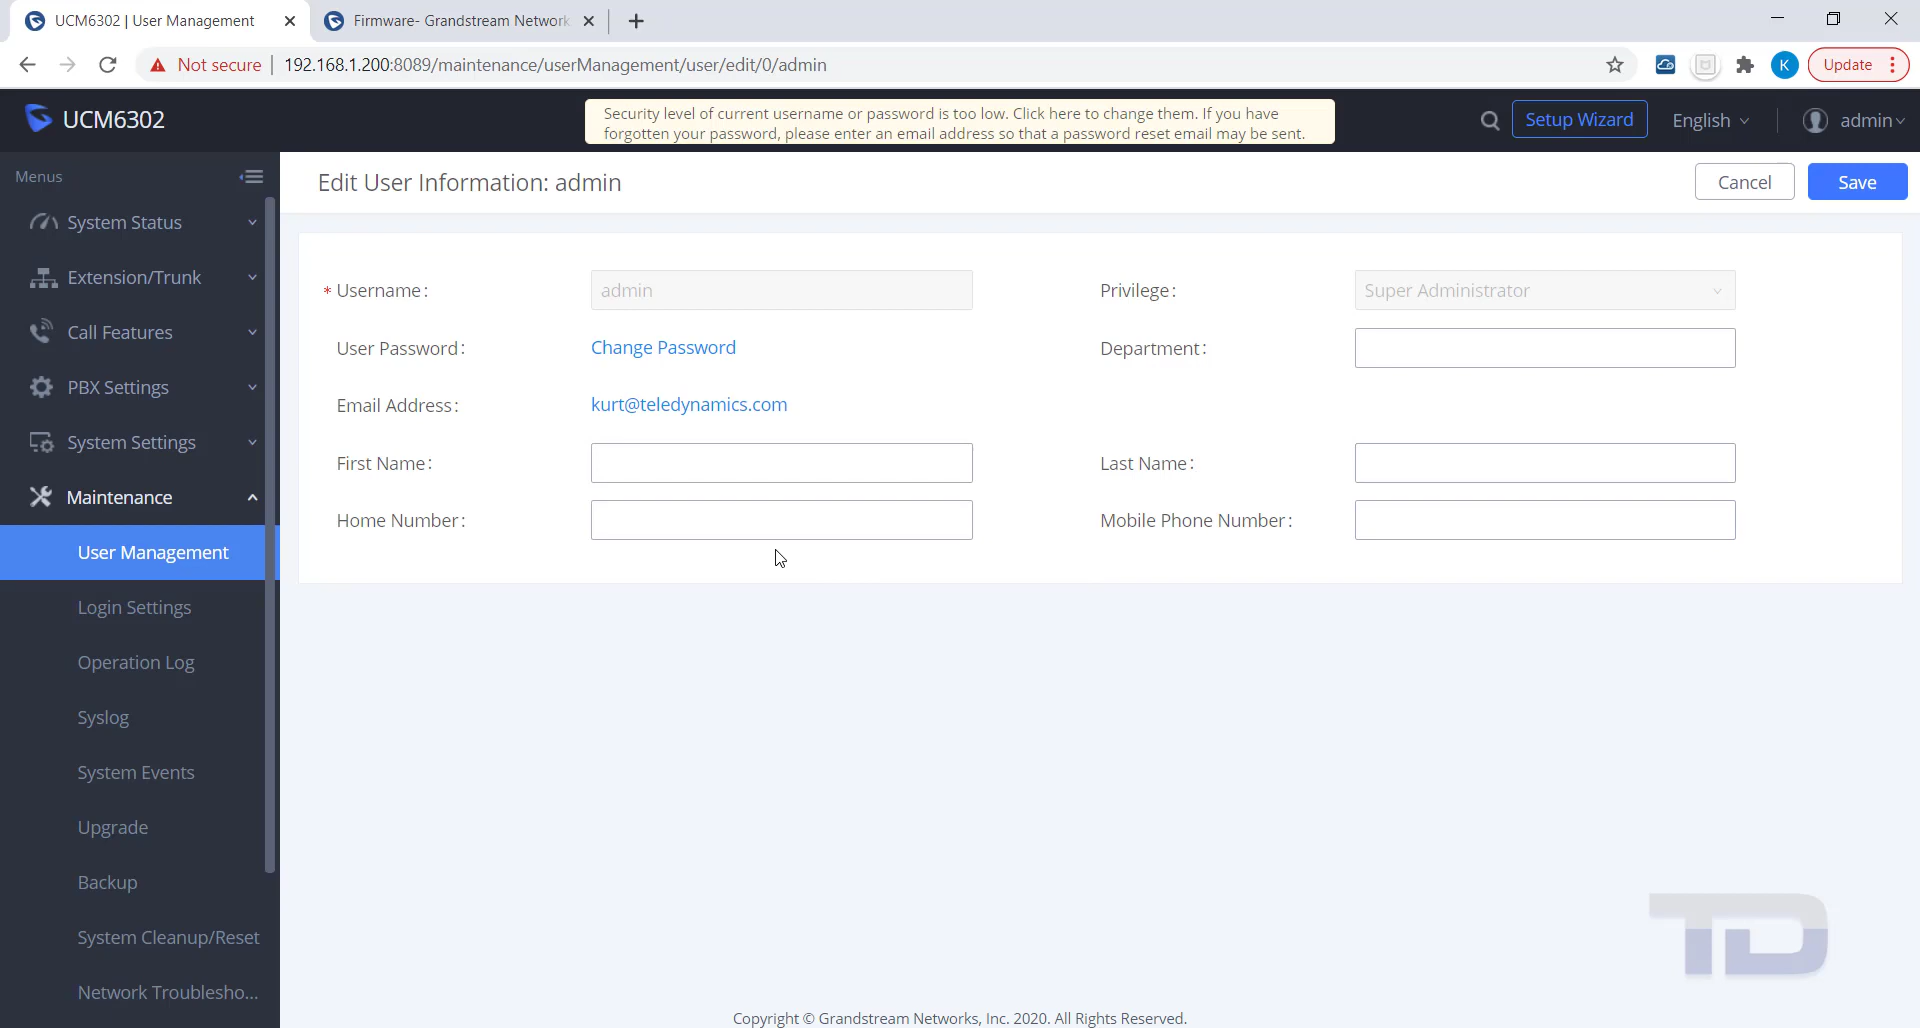 UCM6302 | User Management
Firmware- Grandstream Network
Not secure
192.168.1.200:8089/maintenance/userManagement/user/edit/0/admin
K
Update
UCM6302
Security level of current username or password is too low. Click here to change them. If you have
forgotten your password, please enter an email address so that a password reset email may be sent.
Setup Wizard
English
admin
Menus
Edit User Information: admin
Cancel
Save
System Status
Extension/Trunk
Call Features
PBX Settings
System Settings
Maintenance
User Management
Login Settings
Operation Log
Syslog
System Events
Upgrade
Backup
System Cleanup/Reset
Network Troublesho...
* Username:
admin
Privilege:
Super Administrator
User Password:
Change Password
Department:
Email Address:
kurt@teledynamics.com
First Name:
Last Name:
Home Number:
Mobile Phone Number:
TD
Copyright © Grandstream Networks, Inc. 2020. All Rights Reserved.